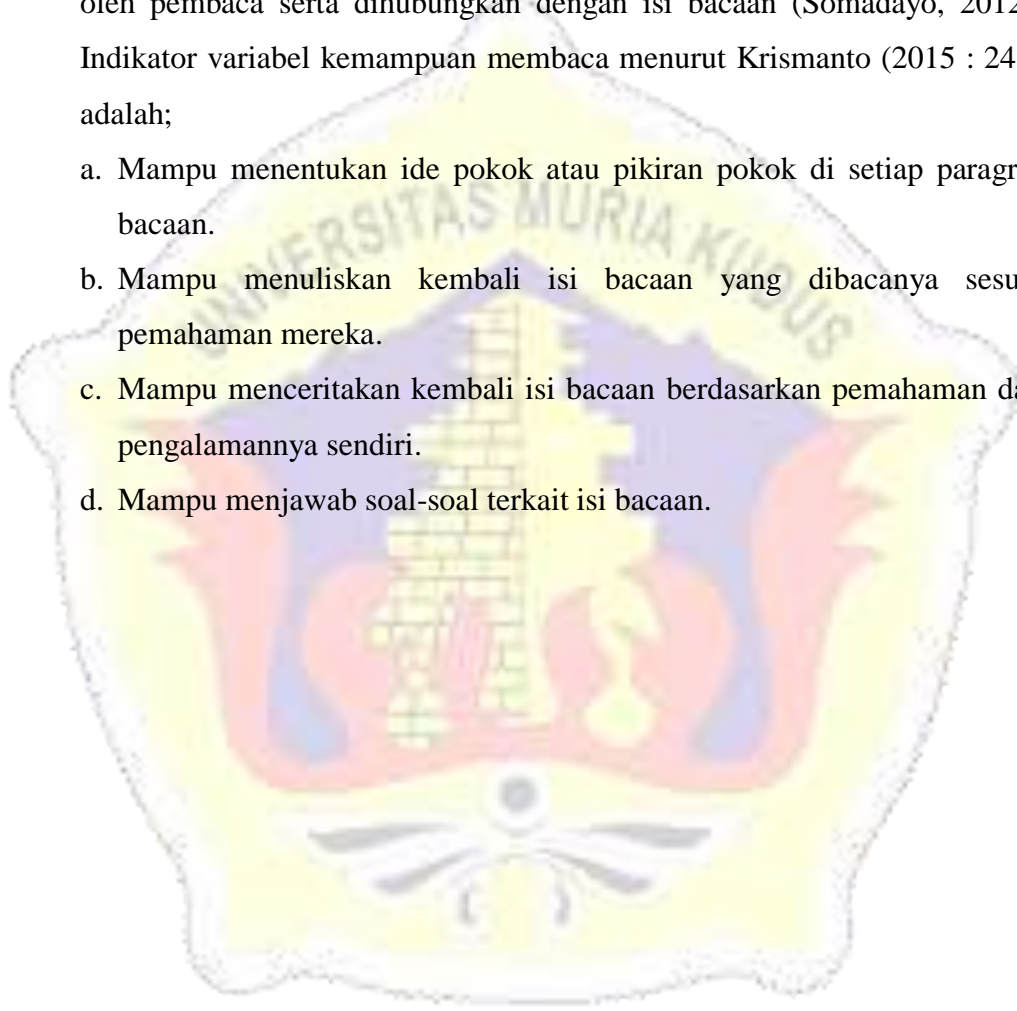 oleh pembaca serta dihubungkan dengan isi bacaan (Somadayo, 2012
Indikator variabel kemampuan membaca menurut Krismanto (2015 : 24
adalah;
a. Mampu menentukan ide pokok atau pikiran pokok di setiap paragr
bacaan.
b. Mampu menuliskan kembali isi bacaan yang dibacanya sesu
pemahaman mereka.
c. Mampu menceritakan kembali isi bacaan berdasarkan pemahaman da
pengalamannya sendiri.
d. Mampu menjawab soal-soal terkait isi bacaan.
UNIVERSITAS MURIA KUDUS